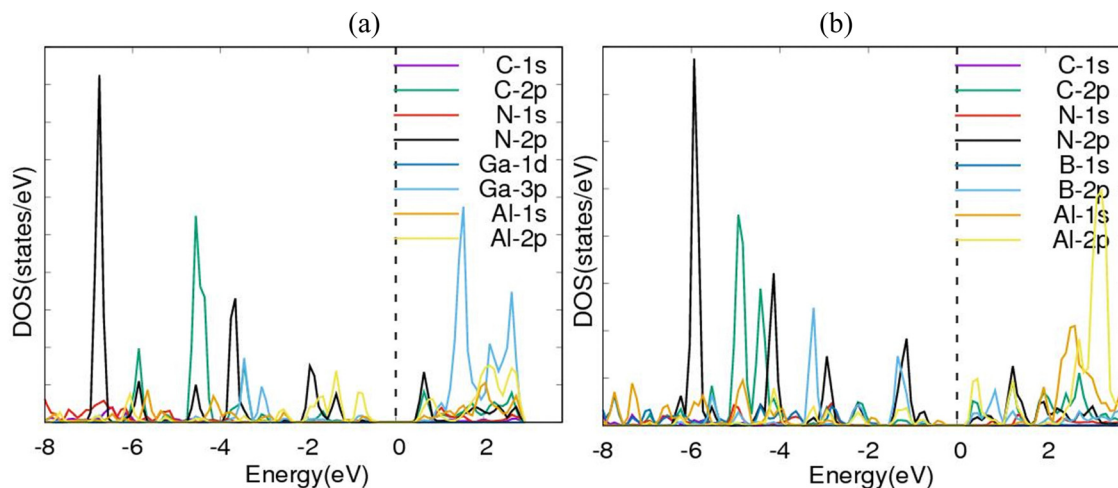 (a)
C-1s
C-2p
N-1s
N-2p
Ga-1d
Ga-3p
Al-1s
Al-2p
DOS(states/eV)
-8 -6 -4 -2 0 2
Energy(eV)
(b)
C-1s
C-2p
N-1s
N-2p
B-1s
B-2p
Al-1s
Al-2p
DOS(states/eV)
-8 -6 -4 -2 0 2
Energy(eV)